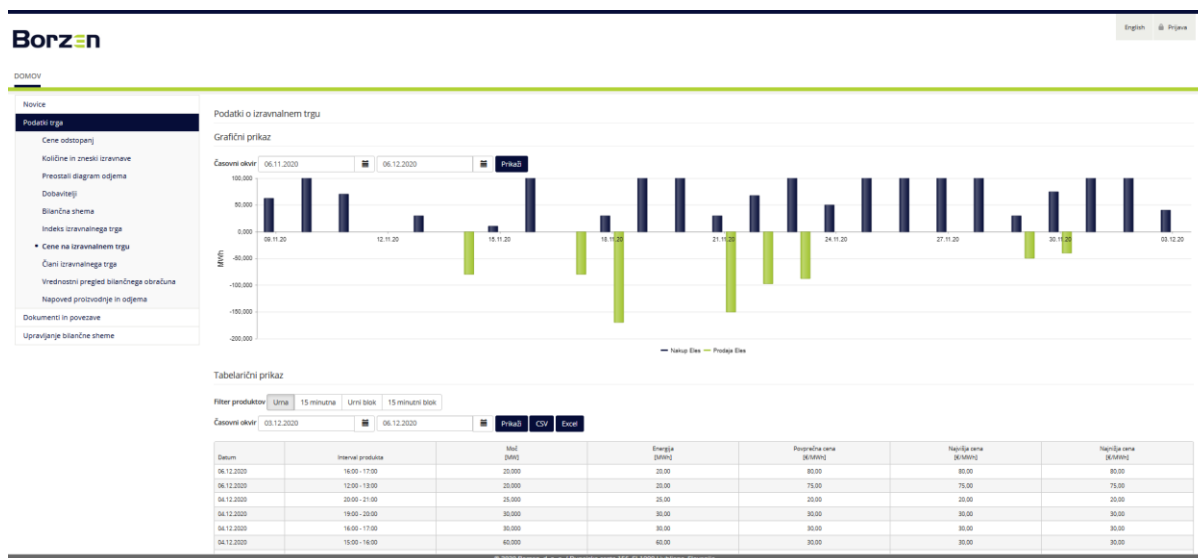 English Prijava
Borzen
DOMOV
Novice
Podatki trga
Cene odstopanj
Količine in zneski izravnave
Preostali diagram odjema
Dobavitelji
Bilančna shema
Indeks izravnalnega trga
Cene na izravnalnem trgu
Člani izravnalnega trga
Vrednostni pregled bilančnega obračuna
Napoved proizvodnje in odjema
Dokumenti in povezave
Upravljanje bilančne sheme
Podatki o izravnalnem trgu
Grafični prikaz
Časovni okvir 06.11.2020 06.12.2020 Prikaži
100,000
50,000
0,000
-50,000
-100,000
-150,000
-200,000
MWh
09.11.20 12.11.20 15.11.20 18.11.20 21.11.20 24.11.20 27.11.20 30.11.20 03.12.20
Nakup Eles Prodaja Eles
Tabelarični prikaz
Filter produktov Urna 15 minutna Urni blok 15 minutni blok
Časovni okvir 03.12.2020 06.12.2020 Prikaži CSV Excel
Datum Interval produkta Moč [MW] Energija [MWh] Povprečna cena [€/MWh] Najnižja cena [€/MWh] Najvišja cena [€/MWh]
06.12.2020 16:00 - 17:00 20,000 20,00 80,00 80,00 80,00
06.12.2020 12:00 - 13:00 20,000 20,00 75,00 75,00 75,00
04.12.2020 20:00 - 21:00 25,000 25,00 20,00 20,00 20,00
04.12.2020 19:00 - 20:00 30,000 30,00 30,00 30,00 30,00
04.12.2020 16:00 - 17:00 30,000 30,00 30,00 30,00 30,00
04.12.2020 15:00 - 16:00 60,000 60,00 30,00 30,00 30,00